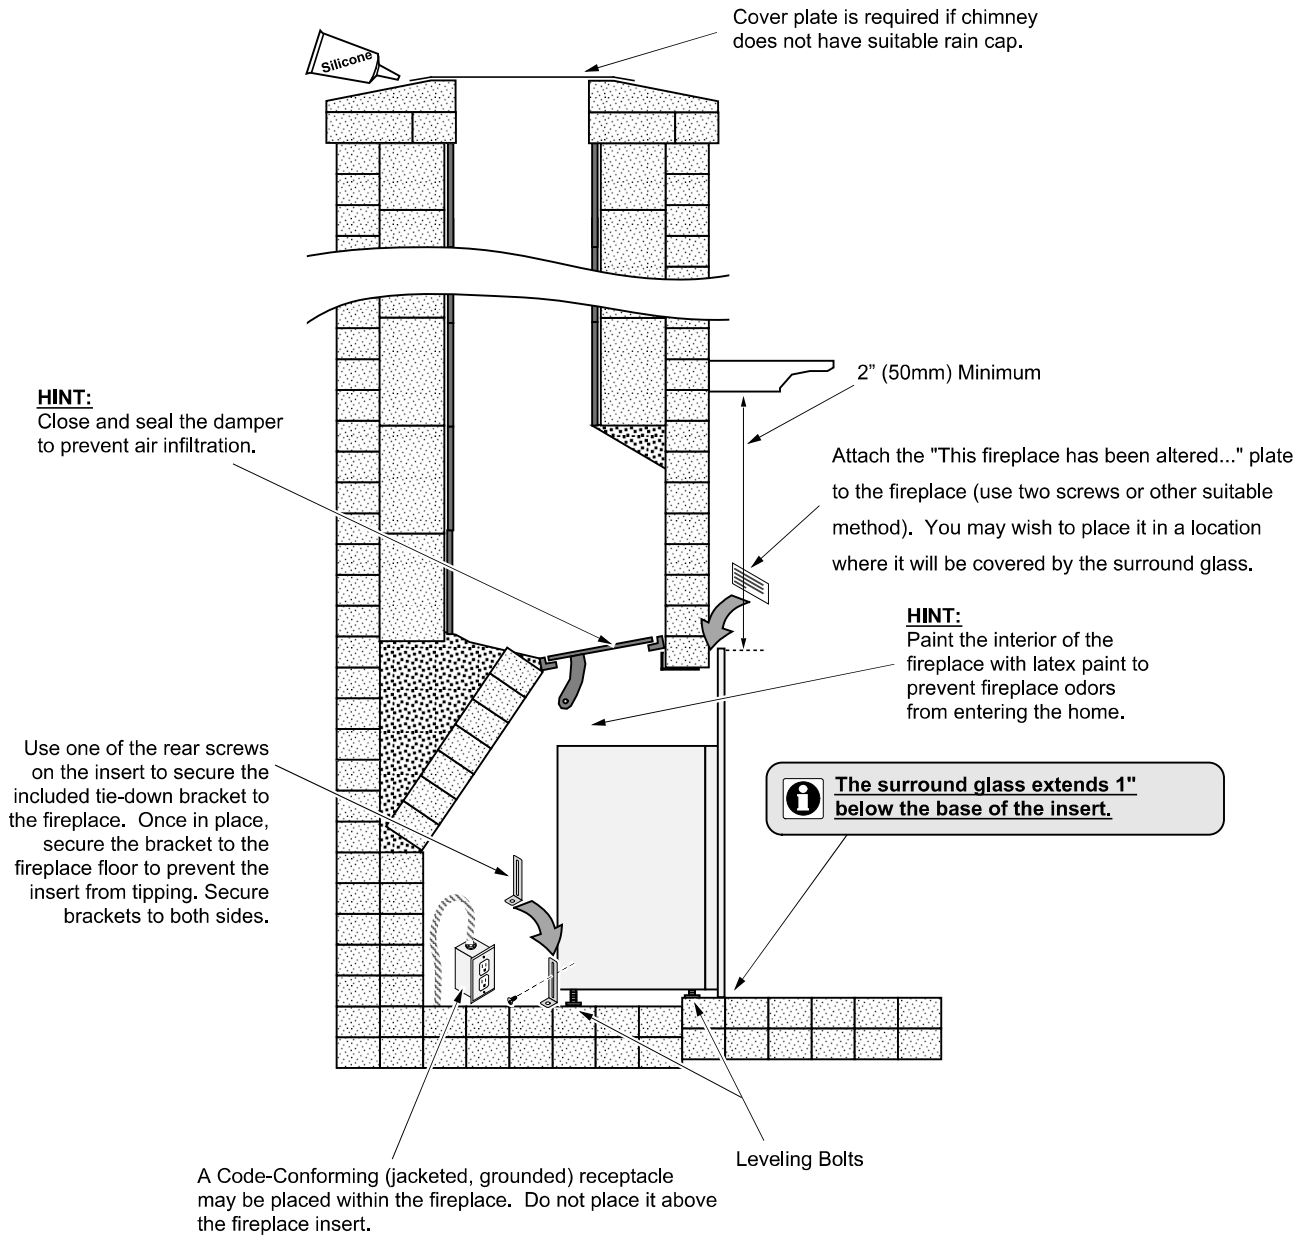 Cover plate is required if chimney
does not have suitable rain cap.
Silicone
2” (50mm) Minimum
HINT:
Close and seal the damper
to prevent air infiltration.
Attach the "This fireplace has been altered..." plate
to the fireplace (use two screws or other suitable
method).  You may wish to place it in a location
where it will be covered by the surround glass.
HINT:
Paint the interior of the
fireplace with latex paint to
prevent fireplace odors
from entering the home.
Use one of the rear screws
on the insert to secure the
included tie-down bracket to
the fireplace.  Once in place,
secure the bracket to the
fireplace floor to prevent the
insert from tipping. Secure
brackets to both sides.
The surround glass extends 1"
below the base of the insert.
Leveling Bolts
A Code-Conforming (jacketed, grounded) receptacle
may be placed within the fireplace.  Do not place it above
the fireplace insert.